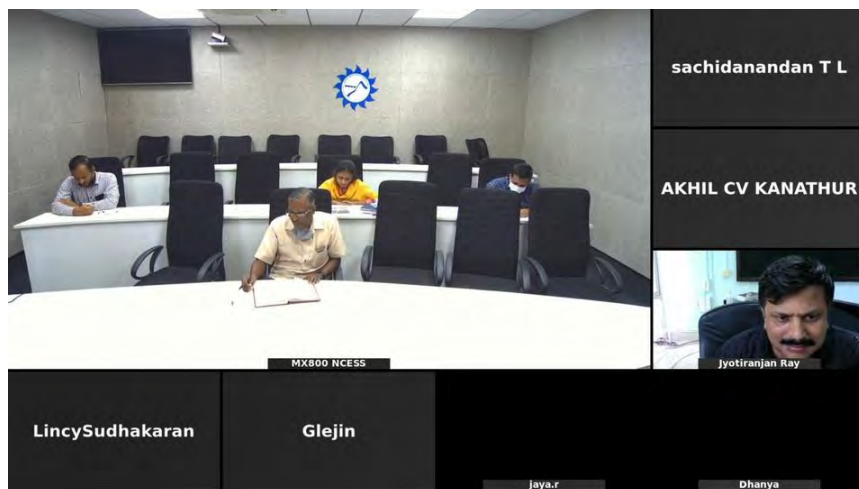 sachidanandan T L
AKHIL CV KANATHUR
MX800 NCESS
Jyotiranjan Ray
LincySudhakaran
Glejin
jaya.r
Dhanya